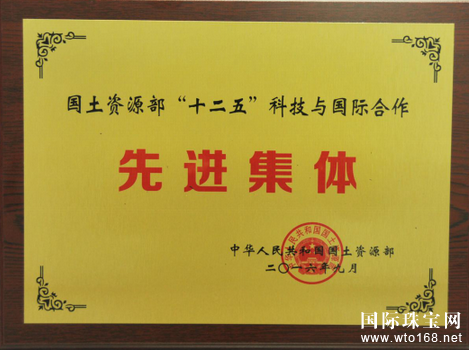 国土资源部“十二五”科技与国际合作
先进集体
中华人民共和国国土资源部
二〇一六年九月
国际珠宝网
www.wto168.net